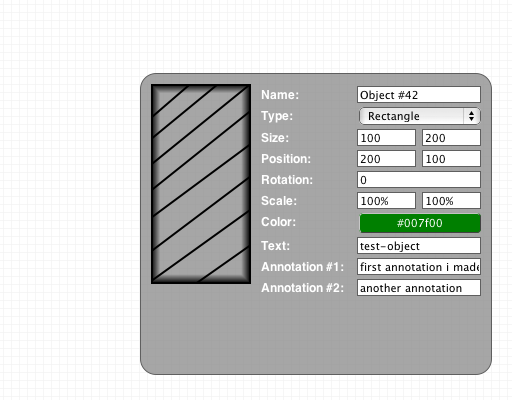 Name: Object #42
Type: Rectangle
Size: 100 200
Position: 200 100
Rotation: 0
Scale: 100% 100%
Color: #007f00
Text: test-object
Annotation #1: first annotation i made
Annotation #2: another annotation